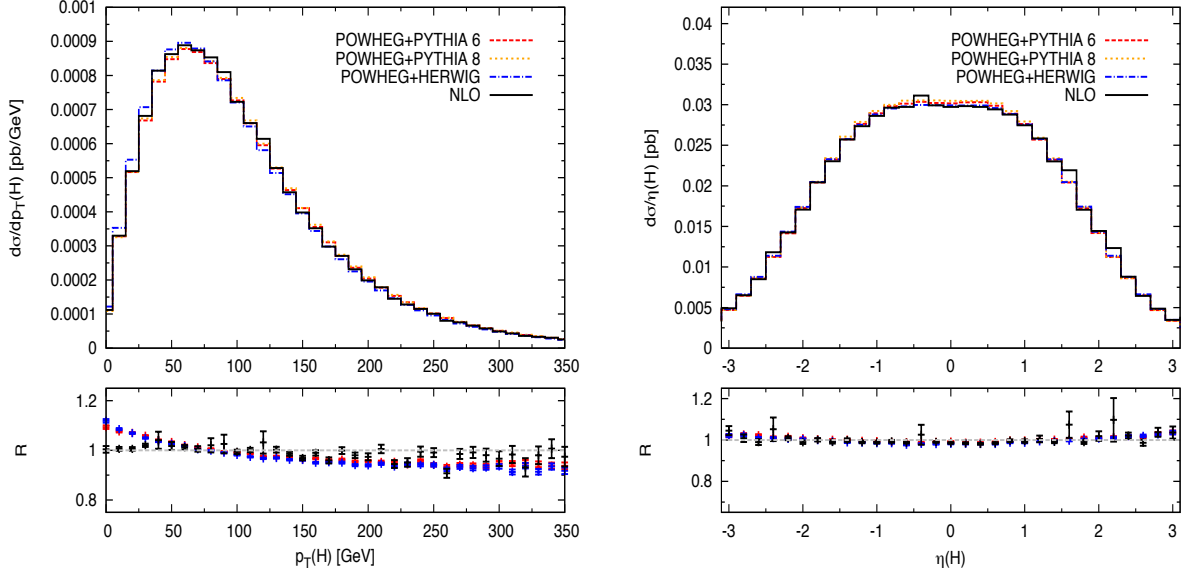 0.001
0.0009
0.0008
0.0007
0.0006
0.0005
0.0004
0.0003
0.0002
0.0001
0
dσ/dp_T(H) [pb/GeV]
POWHEG+PYTHIA 6
POWHEG+PYTHIA 8
POWHEG+HERWIG
NLO
0 50 100 150 200 250 300 350
1.2
1
0.8
R
0 50 100 150 200 250 300 350
p_T(H) [GeV]
0.04
0.035
0.03
0.025
0.02
0.015
0.01
0.005
0
dσ/η(H) [pb]
POWHEG+PYTHIA 6
POWHEG+PYTHIA 8
POWHEG+HERWIG
NLO
-3 -2 -1 0 1 2 3
1.2
1
0.8
R
-3 -2 -1 0 1 2 3
η(H)